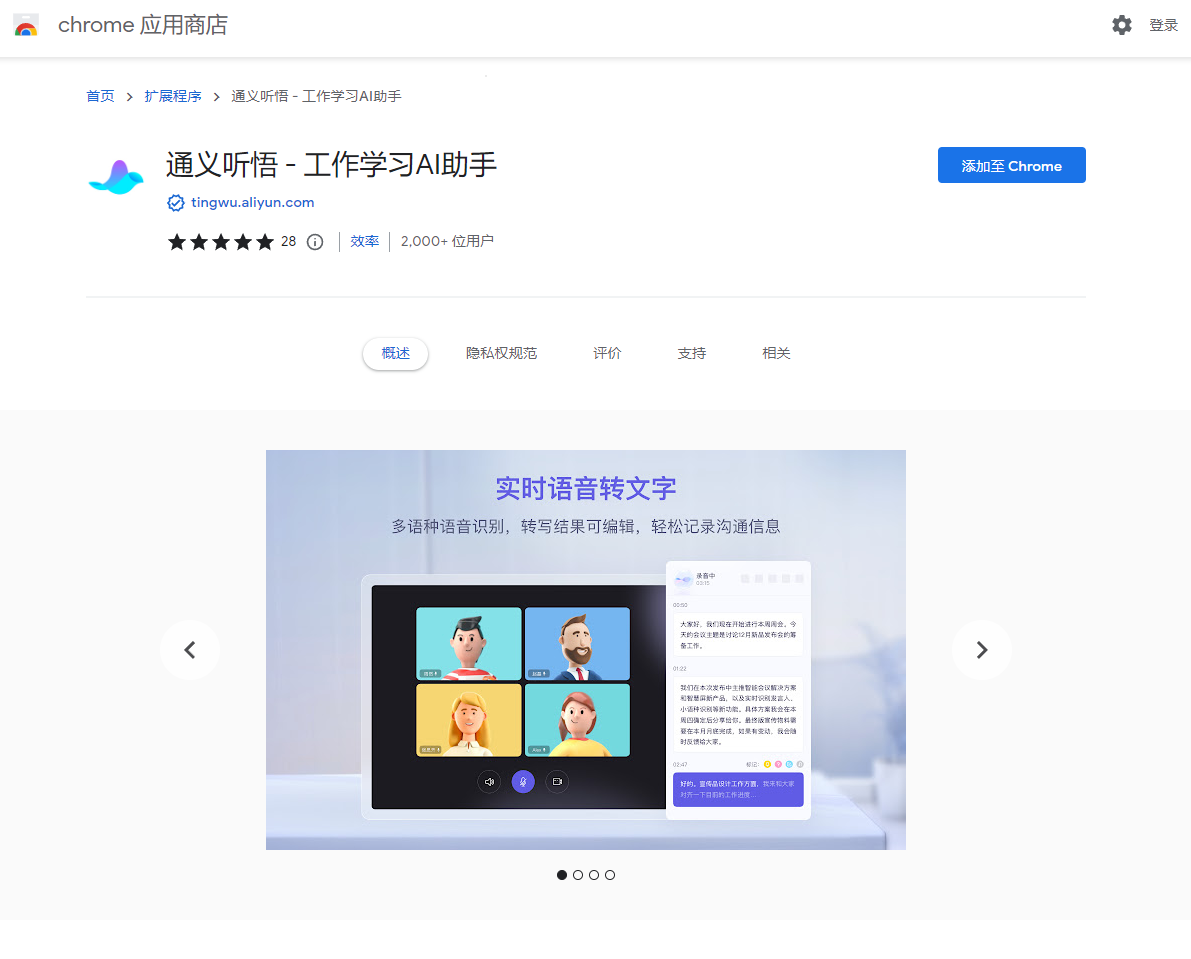 chrome 应用商店
登录
首页 > 扩展程序 > 通义听悟 - 工作学习AI助手
通义听悟 - 工作学习AI助手
添加至 Chrome
tingwu.aliyun.com
28
效率
2,000+ 位用户
概述
隐私权规范
评价
支持
相关
实时语音转文字
多语种语音识别，转写结果可编辑，轻松记录沟通信息
录音中
03:15
00:50
大家好，我们现在开始进行本周周会。今
天的会议主题是讨论12月新品发布会的筹
备工作。
01:22
我们在本次发布中主推智能会议解决方案
和智慧屏新产品，以及实时识别发言人、
小语种识别等新功能。具体方案我会在本
周四确定后分享给你。最终版宣传物料需
要在本月月底完成，如果有变动，我会随
时反馈给大家。
02:47
标记:
好的。宣传品设计工作方面，我来和大家
对齐一下目前的工作进度...